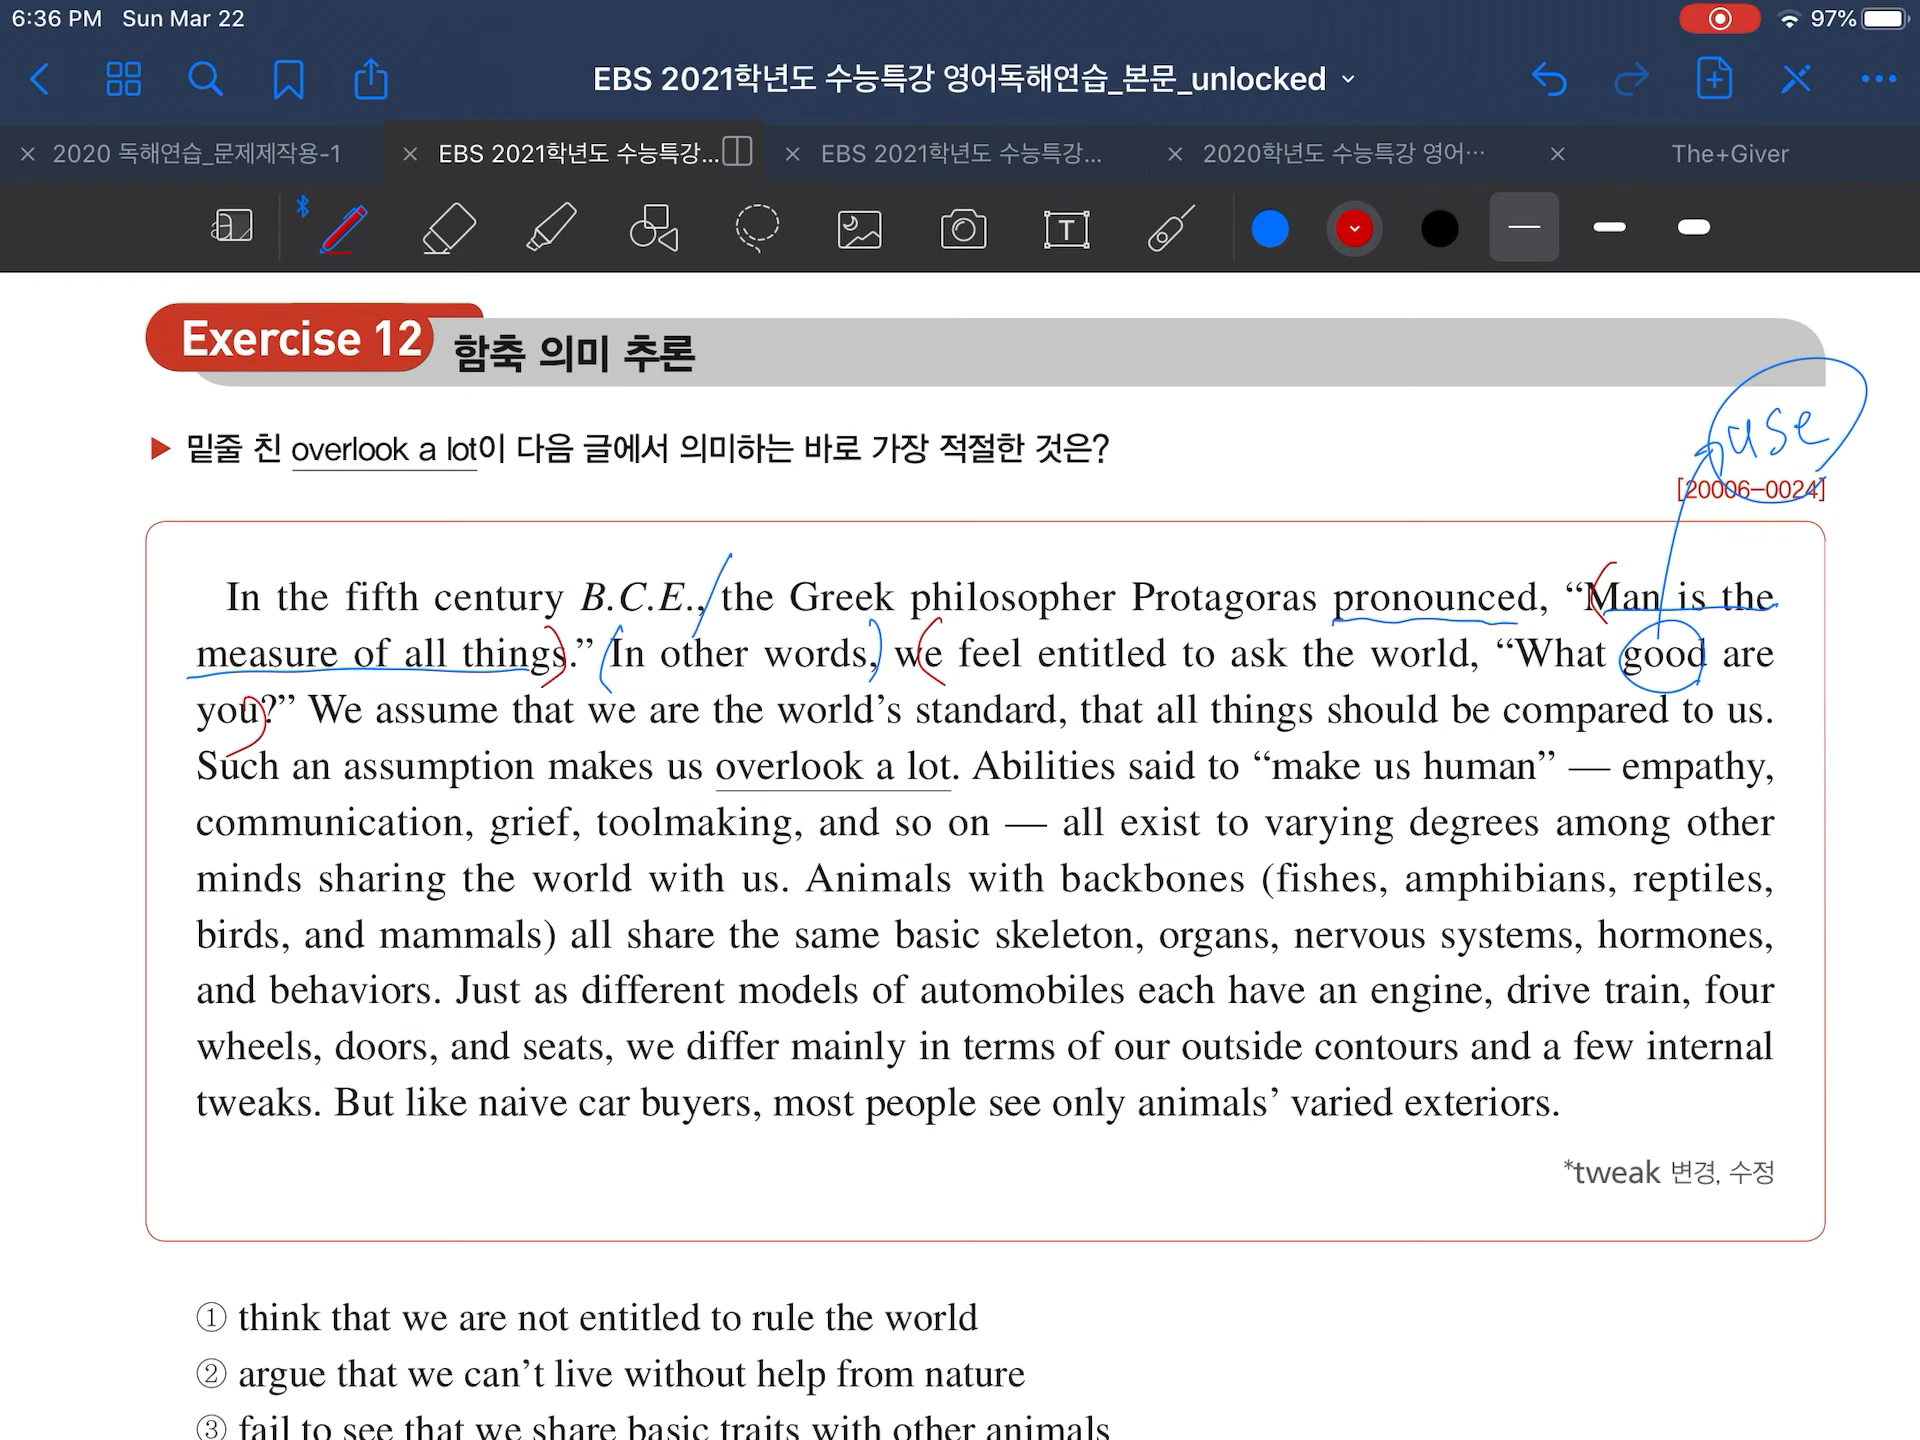 6:36 PM Sun Mar 22
97%
EBS 2021학년도 수능특강 영어독해연습_본문_unlocked
2020 독해연습_문제제작용-1
EBS 2021학년도 수능특강...
EBS 2021학년도 수능특강...
2020학년도 수능특강 영어…
The+Giver
T
Exercise 12 함축 의미 추론
use
▶ 밑줄 친 overlook a lot이 다음 글에서 의미하는 바로 가장 적절한 것은?
[20006-0024]
In the fifth century B.C.E., the Greek philosopher Protagoras pronounced, “Man is the
measure of all things.” In other words, we feel entitled to ask the world, “What good are
you?” We assume that we are the world’s standard, that all things should be compared to us.
Such an assumption makes us overlook a lot. Abilities said to “make us human” — empathy,
communication, grief, toolmaking, and so on — all exist to varying degrees among other
minds sharing the world with us. Animals with backbones (fishes, amphibians, reptiles,
birds, and mammals) all share the same basic skeleton, organs, nervous systems, hormones,
and behaviors. Just as different models of automobiles each have an engine, drive train, four
wheels, doors, and seats, we differ mainly in terms of our outside contours and a few internal
tweaks. But like naive car buyers, most people see only animals’ varied exteriors.
*tweak 변경, 수정
① think that we are not entitled to rule the world
② argue that we can’t live without help from nature
③ fail to see that we share basic traits with other animals